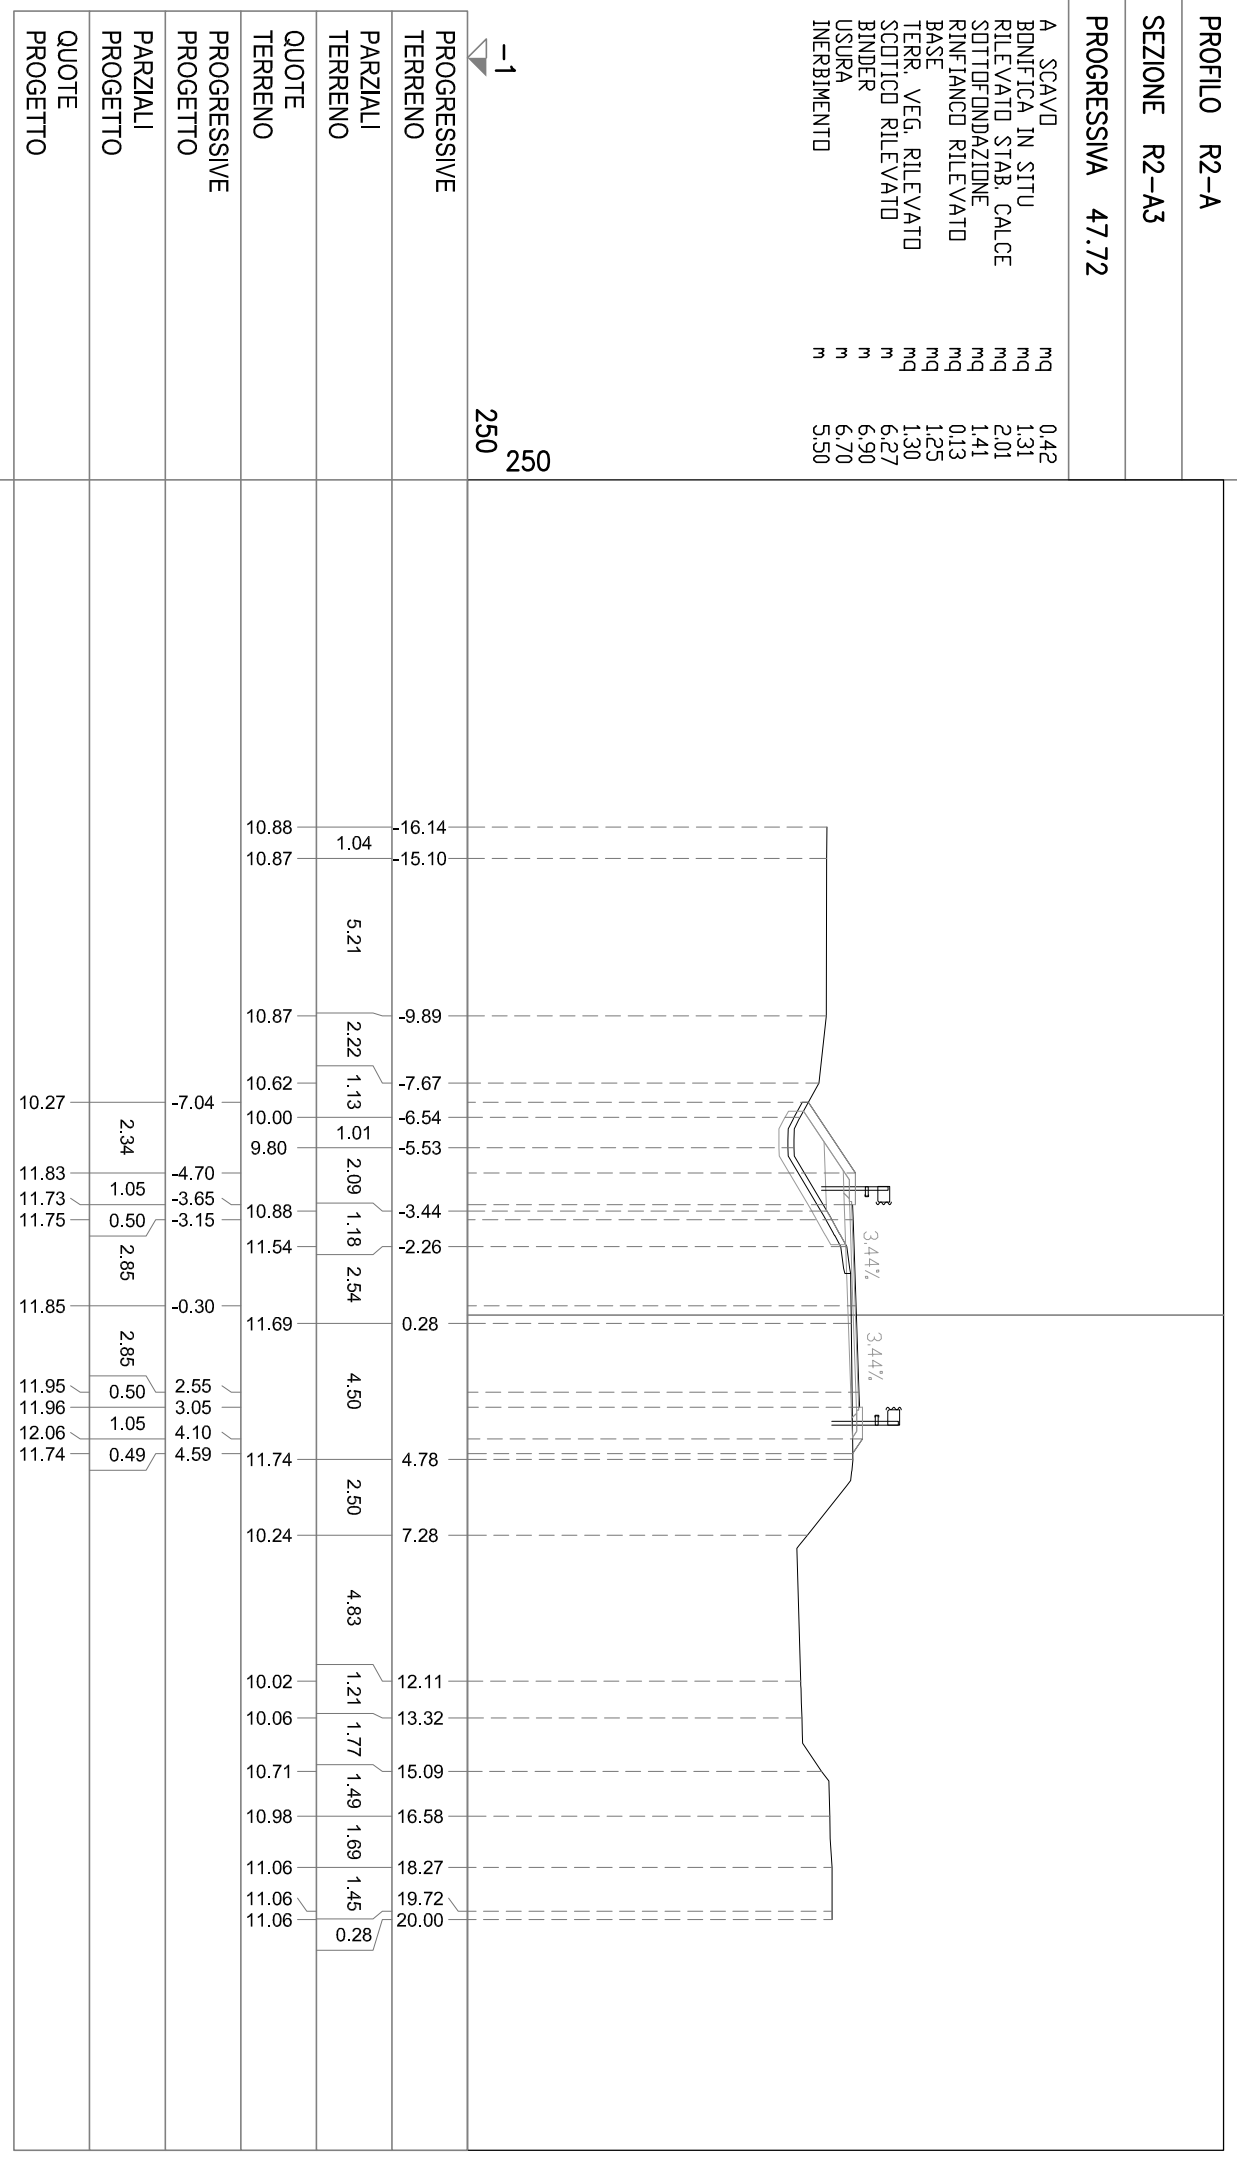 PROFILO R2-A
SEZIONE R2-A3
PROGRESSIVA 47.72
A SCAVO mq 0.42
BONIFICA IN SITU mq 1.31
RILEVATO STAB. CALCE mq 2.01
SOTTOFONDAZIONE mq 1.41
RINFIANCO RILEVATO mq 0.13
BASE mq 1.25
TERR. VEG. RILEVATO mq 1.30
SCOTICO RILEVATO m 6.27
BINDER m 6.90
USURA m 6.70
INERBIMENTO m 5.50
3.44% 3.44%
-1
250
250
PROGRESSIVE TERRENO
-16.14 -15.10 -9.89 -7.67 -6.54 -5.53 -3.44 -2.26 0.28 4.78 7.28 12.11 13.32 15.09 16.58 18.27 19.72 20.00
PARZIALI TERRENO
1.04 5.21 2.22 1.13 1.01 2.09 1.18 2.54 4.50 2.50 4.83 1.21 1.77 1.49 1.69 1.45 0.28
QUOTE TERRENO
10.88 10.87 10.87 10.62 10.00 9.80 10.88 11.54 11.69 11.74 10.24 10.02 10.06 10.71 10.98 11.06 11.06 11.06
PROGRESSIVE PROGETTO
-7.04 -4.70 -3.65 -3.15 -0.30 2.55 3.05 4.10 4.59
PARZIALI PROGETTO
2.34 1.05 0.50 2.85 2.85 0.50 1.05 0.49
QUOTE PROGETTO
10.27 11.83 11.73 11.75 11.85 11.95 11.96 12.06 11.74